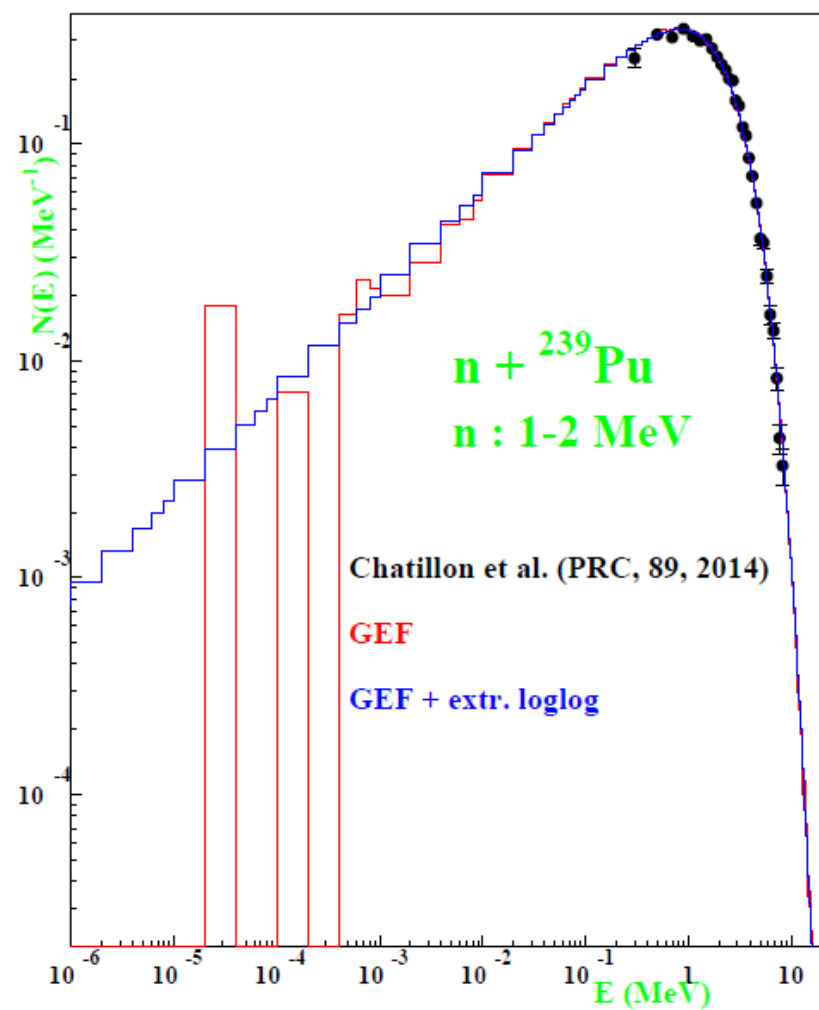 N(E) (MeV⁻¹)
10 ⁻¹
10 ⁻²
10 ⁻³
10 ⁻⁴
n + ²³⁹Pu
n : 1-2 MeV
Chatillon et al. (PRC, 89, 2014)
GEF
GEF + extr. loglog
10 ⁻⁶ 10 ⁻⁵ 10 ⁻⁴ 10 ⁻³ 10 ⁻² 10 ⁻¹ 1 10
E (MeV)